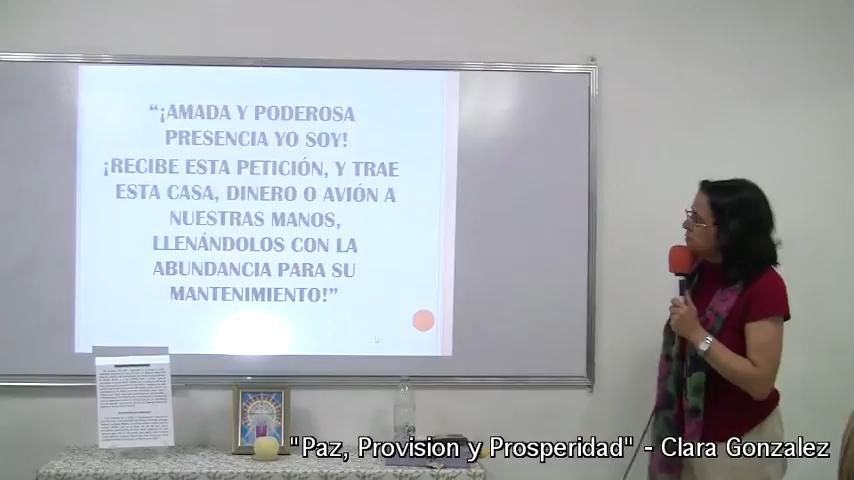 “¡AMADA Y PODEROSA
PRESENCIA YO SOY!
¡RECIBE ESTA PETICIÓN, Y TRAE
ESTA CASA, DINERO O AVIÓN A
NUESTRAS MANOS,
LLENÁNDOLOS CON LA
ABUNDANCIA PARA SU
MANTENIMIENTO!”
"Paz, Provision y Prosperidad" - Clara Gonzalez